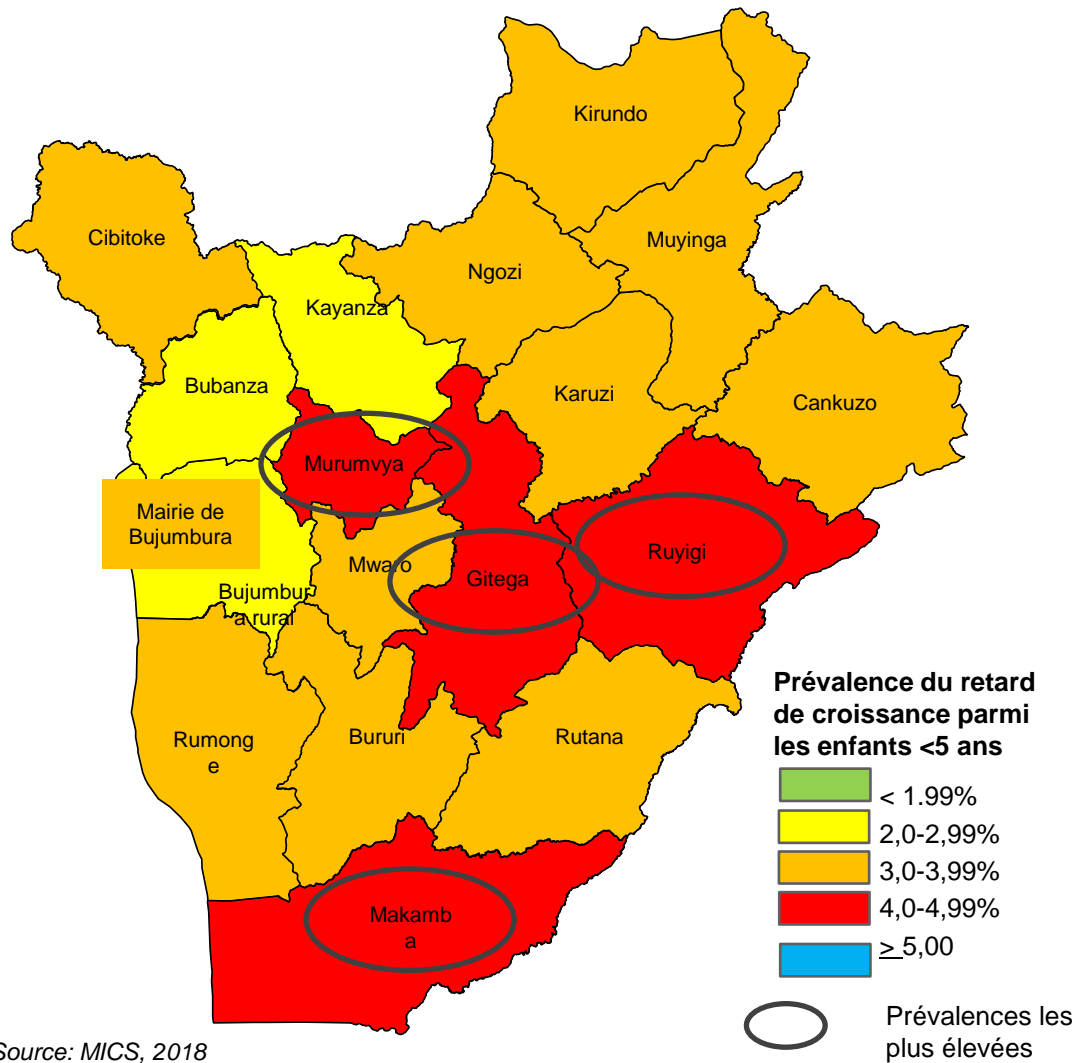 Kirundo
Cibitoke
Muyinga
Ngozi
Kayanza
Bubanza
Karuzi
Cankuzo
Murumvya
Mairie de
Bujumbura
Mwaro
Gitega
Ruyigi
Bujumbur
a rural
Rumong
e
Bururi
Rutana
Makamb
a
Prévalence du retard
de croissance parmi
les enfants <5 ans
< 1.99%
2,0-2,99%
3,0-3,99%
4,0-4,99%
≥ 5,00
Prévalences les
plus élevées
Source: MICS, 2018